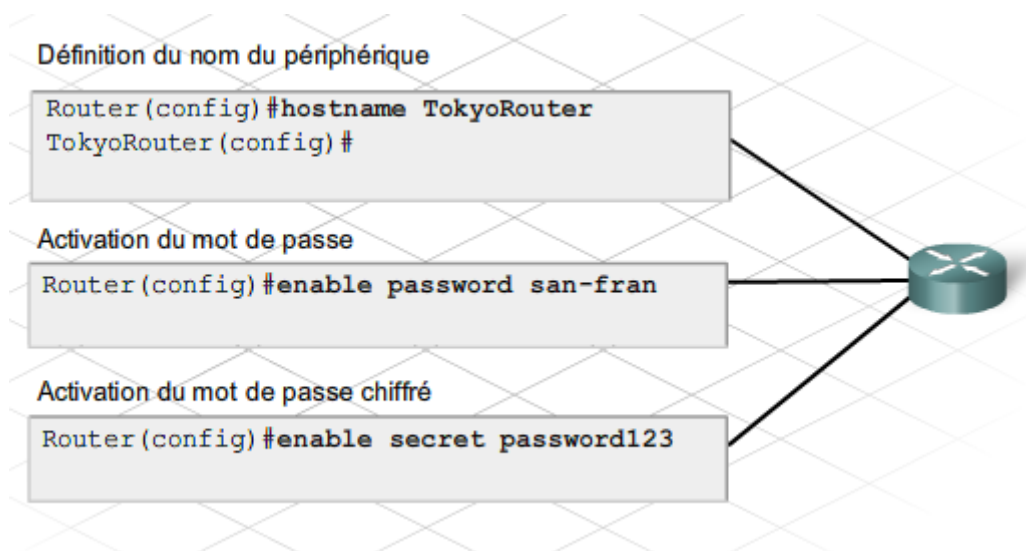 Définition du nom du périphérique
Router(config)#hostname TokyoRouter
TokyoRouter(config)#
Activation du mot de passe
Router(config)#enable password san-fran
Activation du mot de passe chiffré
Router(config)#enable secret password123